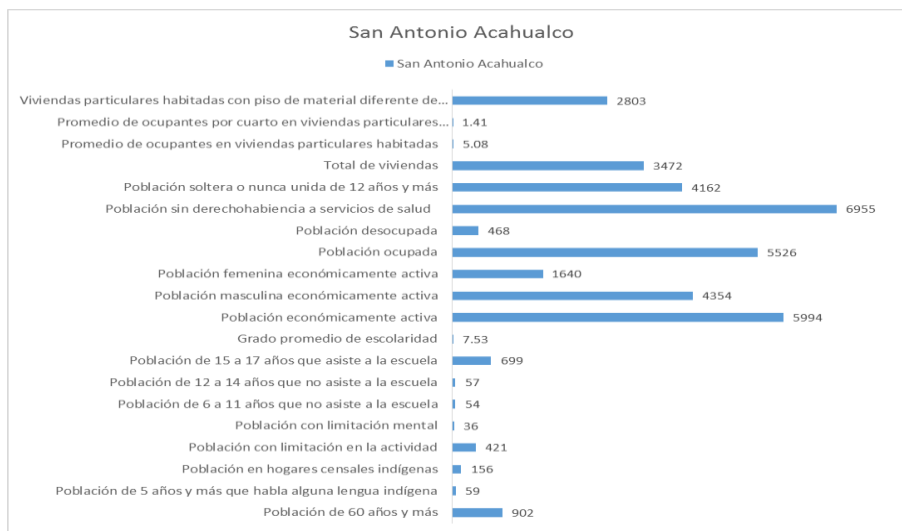 San Antonio Acahualco
San Antonio Acahualco
Viviendas particulares habitadas con piso de material diferente de... 2803
Promedio de ocupantes por cuarto en viviendas particulares... 1.41
Promedio de ocupantes en viviendas particulares habitadas 5.08
Total de viviendas 3472
Población soltera o nunca unida de 12 años y más 4162
Población sin derechohabiencia a servicios de salud 6955
Población desocupada 468
Población ocupada 5526
Población femenina económicamente activa 1640
Población masculina económicamente activa 4354
Población económicamente activa 5994
Grado promedio de escolaridad 7.53
Población de 15 a 17 años que asiste a la escuela 699
Población de 12 a 14 años que no asiste a la escuela 57
Población de 6 a 11 años que no asiste a la escuela 54
Población con limitación mental 36
Población con limitación en la actividad 421
Población en hogares censales indígenas 156
Población de 5 años y más que habla alguna lengua indígena 59
Población de 60 años y más 902